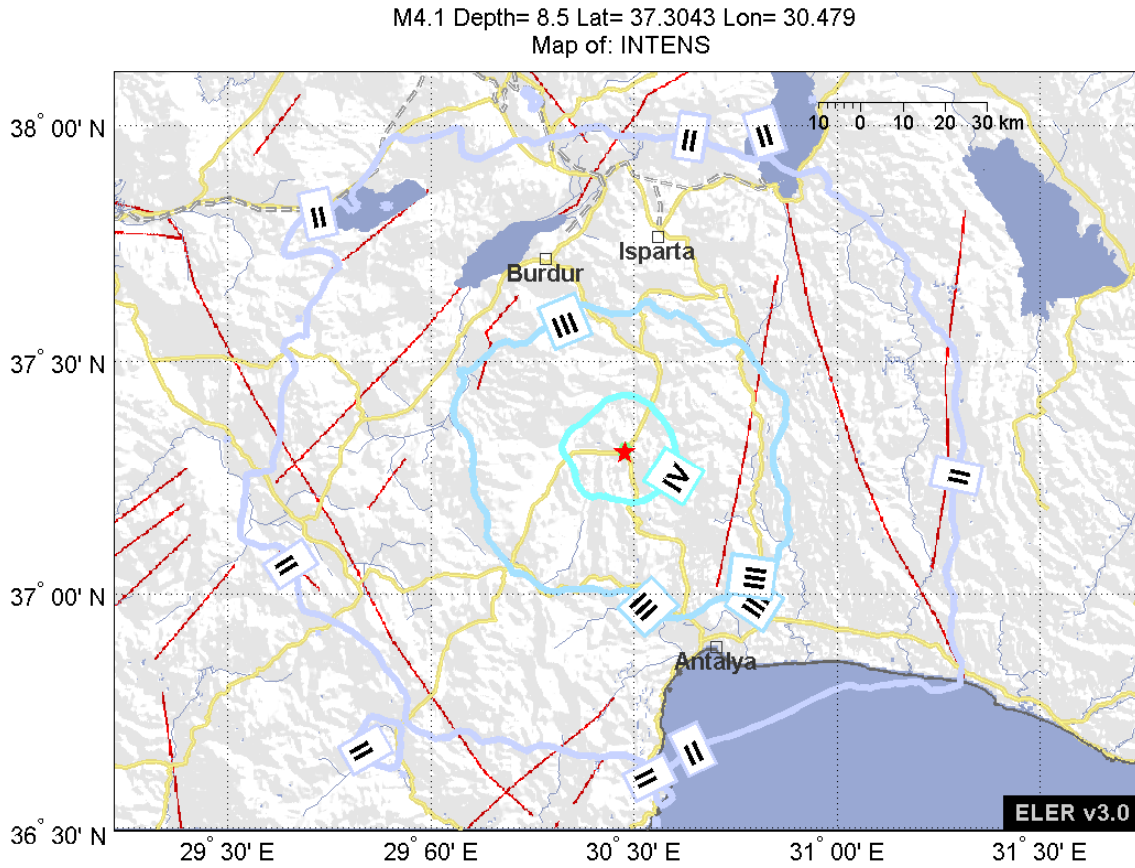 M4.1 Depth= 8.5 Lat= 37.3043 Lon= 30.479
Map of: INTENS
38° 00' N
II
II
10 0 10 20 30 km
II
Isparta
Burdur
III
37° 30' N
IV
II
II
III
37° 00' N
III
III
Antalya
II
II
II
ELER v3.0
36° 30' N
29° 30' E
29° 60' E
30° 30' E
31° 00' E
31° 30' E